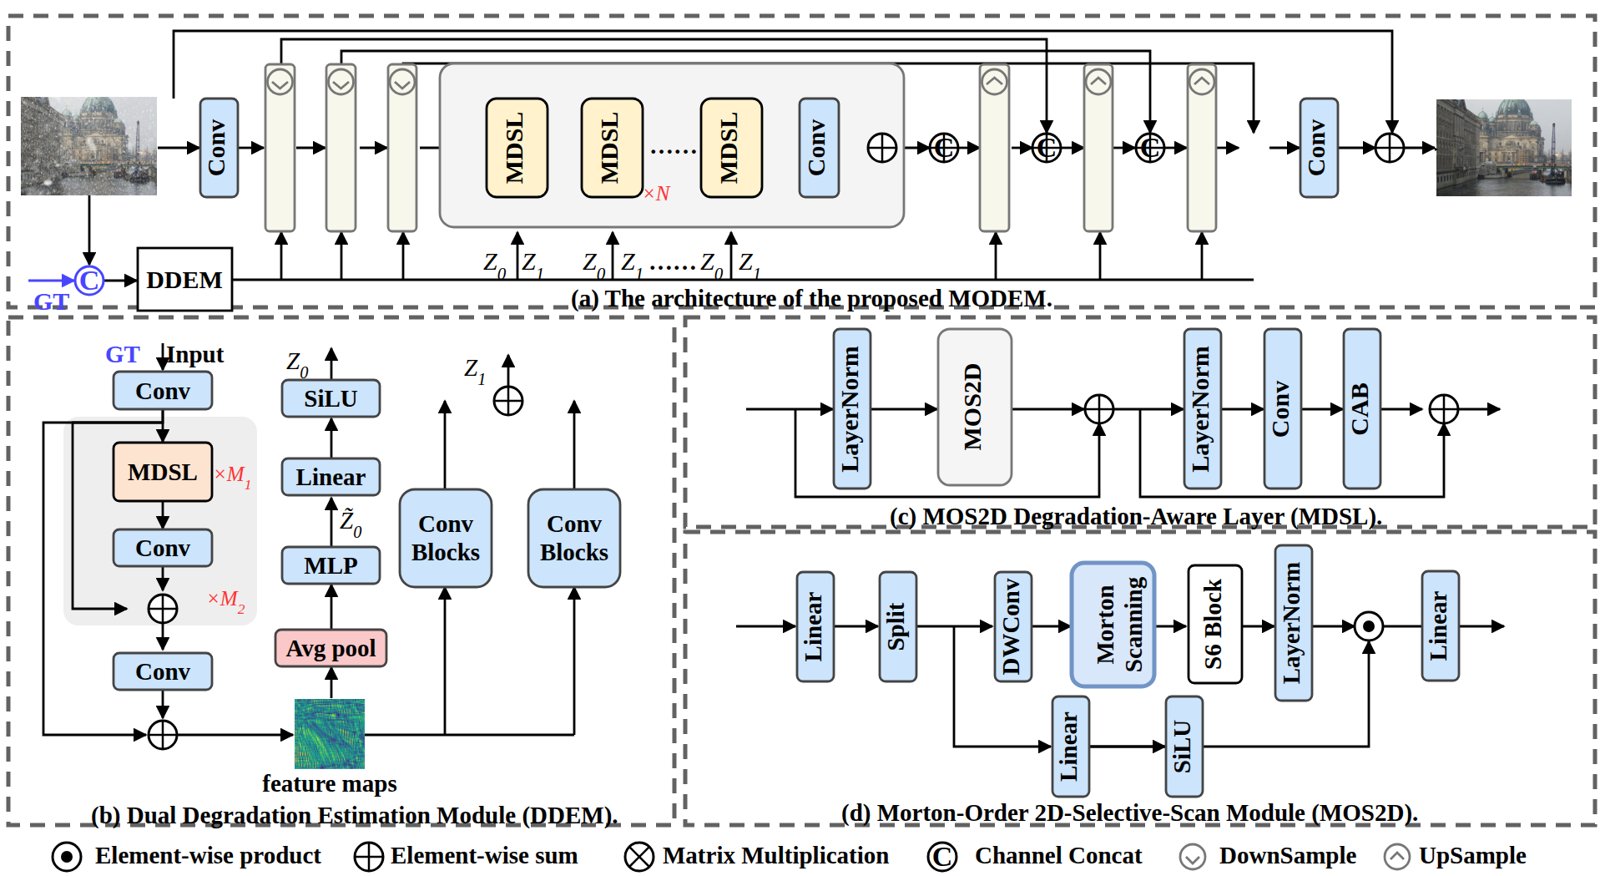 Conv
MDSL
MDSL
......
MDSL
×N
Conv
C
C
C
Conv
GT
C
DDEM
Z0 Z1
Z0 Z1 ...... Z0 Z1
(a) The architecture of the proposed MODEM.
GT Input
Conv
MDSL ×M1
Conv
×M2
Conv
Z0
SiLU
Linear
Z̃0
MLP
Avg pool
feature maps
Z1
Conv
Blocks
Conv
Blocks
(b) Dual Degradation Estimation Module (DDEM).
LayerNorm
MOS2D
LayerNorm
Conv
CAB
(c) MOS2D Degradation-Aware Layer (MDSL).
Linear
Split
DWConv
Morton
Scanning
S6 Block
LayerNorm
Linear
Linear
SiLU
(d) Morton-Order 2D-Selective-Scan Module (MOS2D).
Element-wise product Element-wise sum Matrix Multiplication C Channel Concat DownSample UpSample